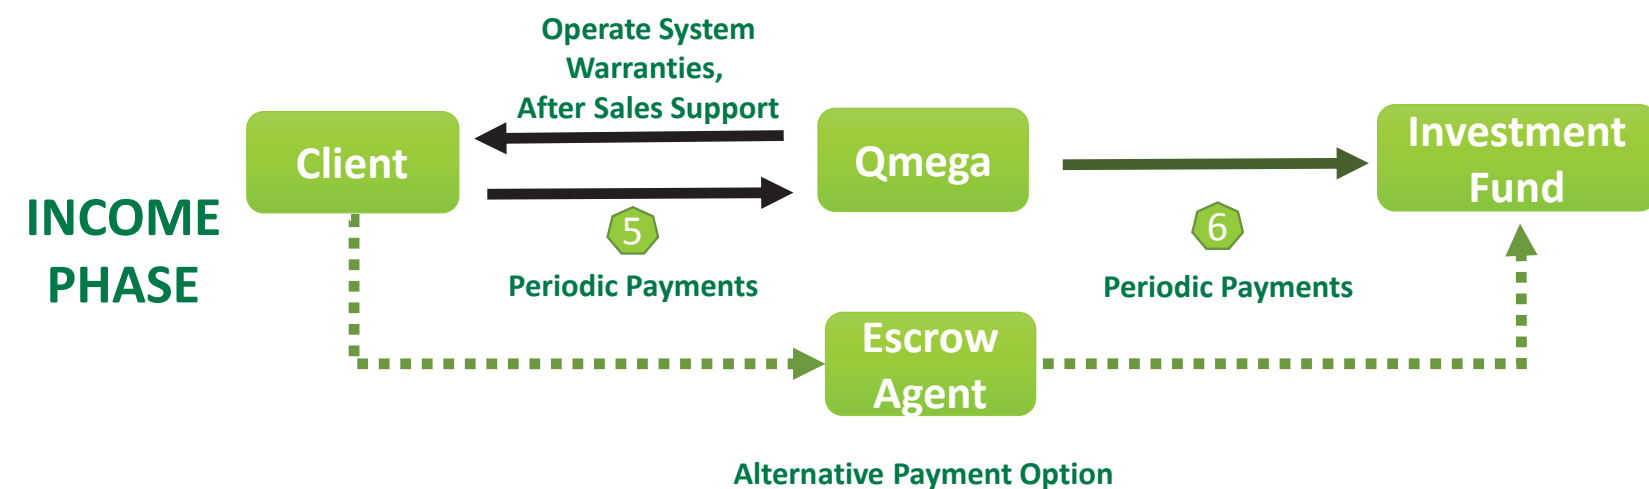 Operate System
Warranties,
After Sales Support
Client
Qmega
Investment
Fund
INCOME
PHASE
5
6
Periodic Payments
Periodic Payments
Escrow
Agent
Alternative Payment Option